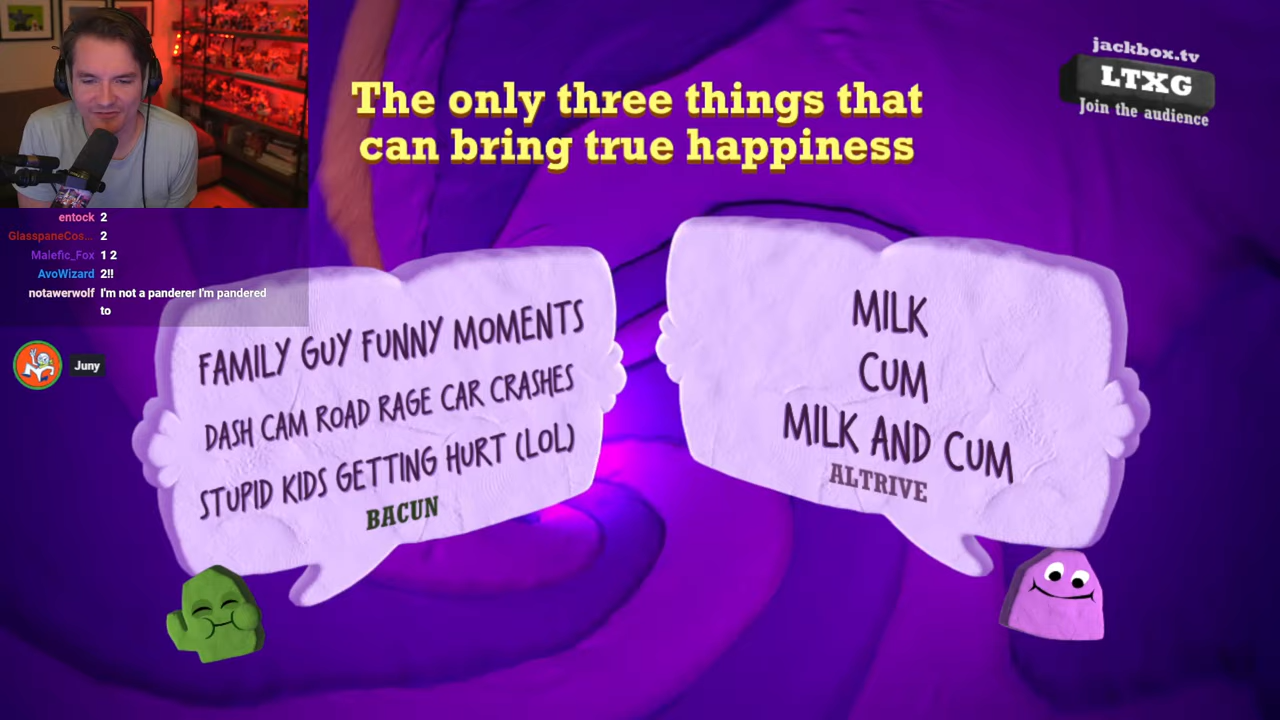 jackbox.tv
LTXG
Join the audience
The only three things that
can bring true happiness
entock 2
GlasspaneCos... 2
Malefic_Fox 1 2
AvoWizard 2!!
notawerwolf I'm not a panderer I'm pandered
to
Juny
FAMILY GUY FUNNY MOMENTS
DASH CAM ROAD RAGE CAR CRASHES
STUPID KIDS GETTING HURT (LOL)
BACUN
MILK
CUM
MILK AND CUM
ALTRIVE